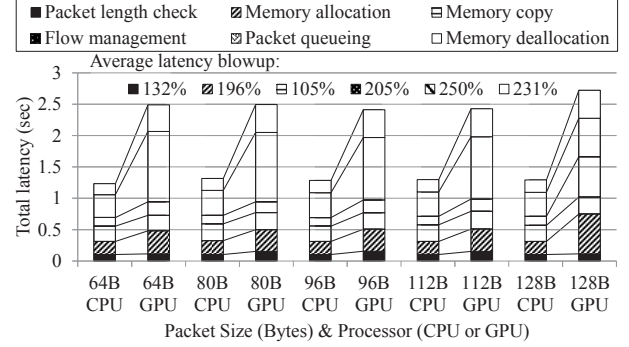 Packet length check Memory allocation Memory copy
Flow management Packet queueing Memory deallocation
Average latency blowup:
132% 196% 105% 205% 250% 231%
Total latency (sec)
3
2.5
2
1.5
1
0.5
0
64B 64B 80B 80B 96B 96B 112B 112B 128B 128B
CPU GPU CPU GPU CPU GPU CPU GPU CPU GPU
Packet Size (Bytes) & Processor (CPU or GPU)